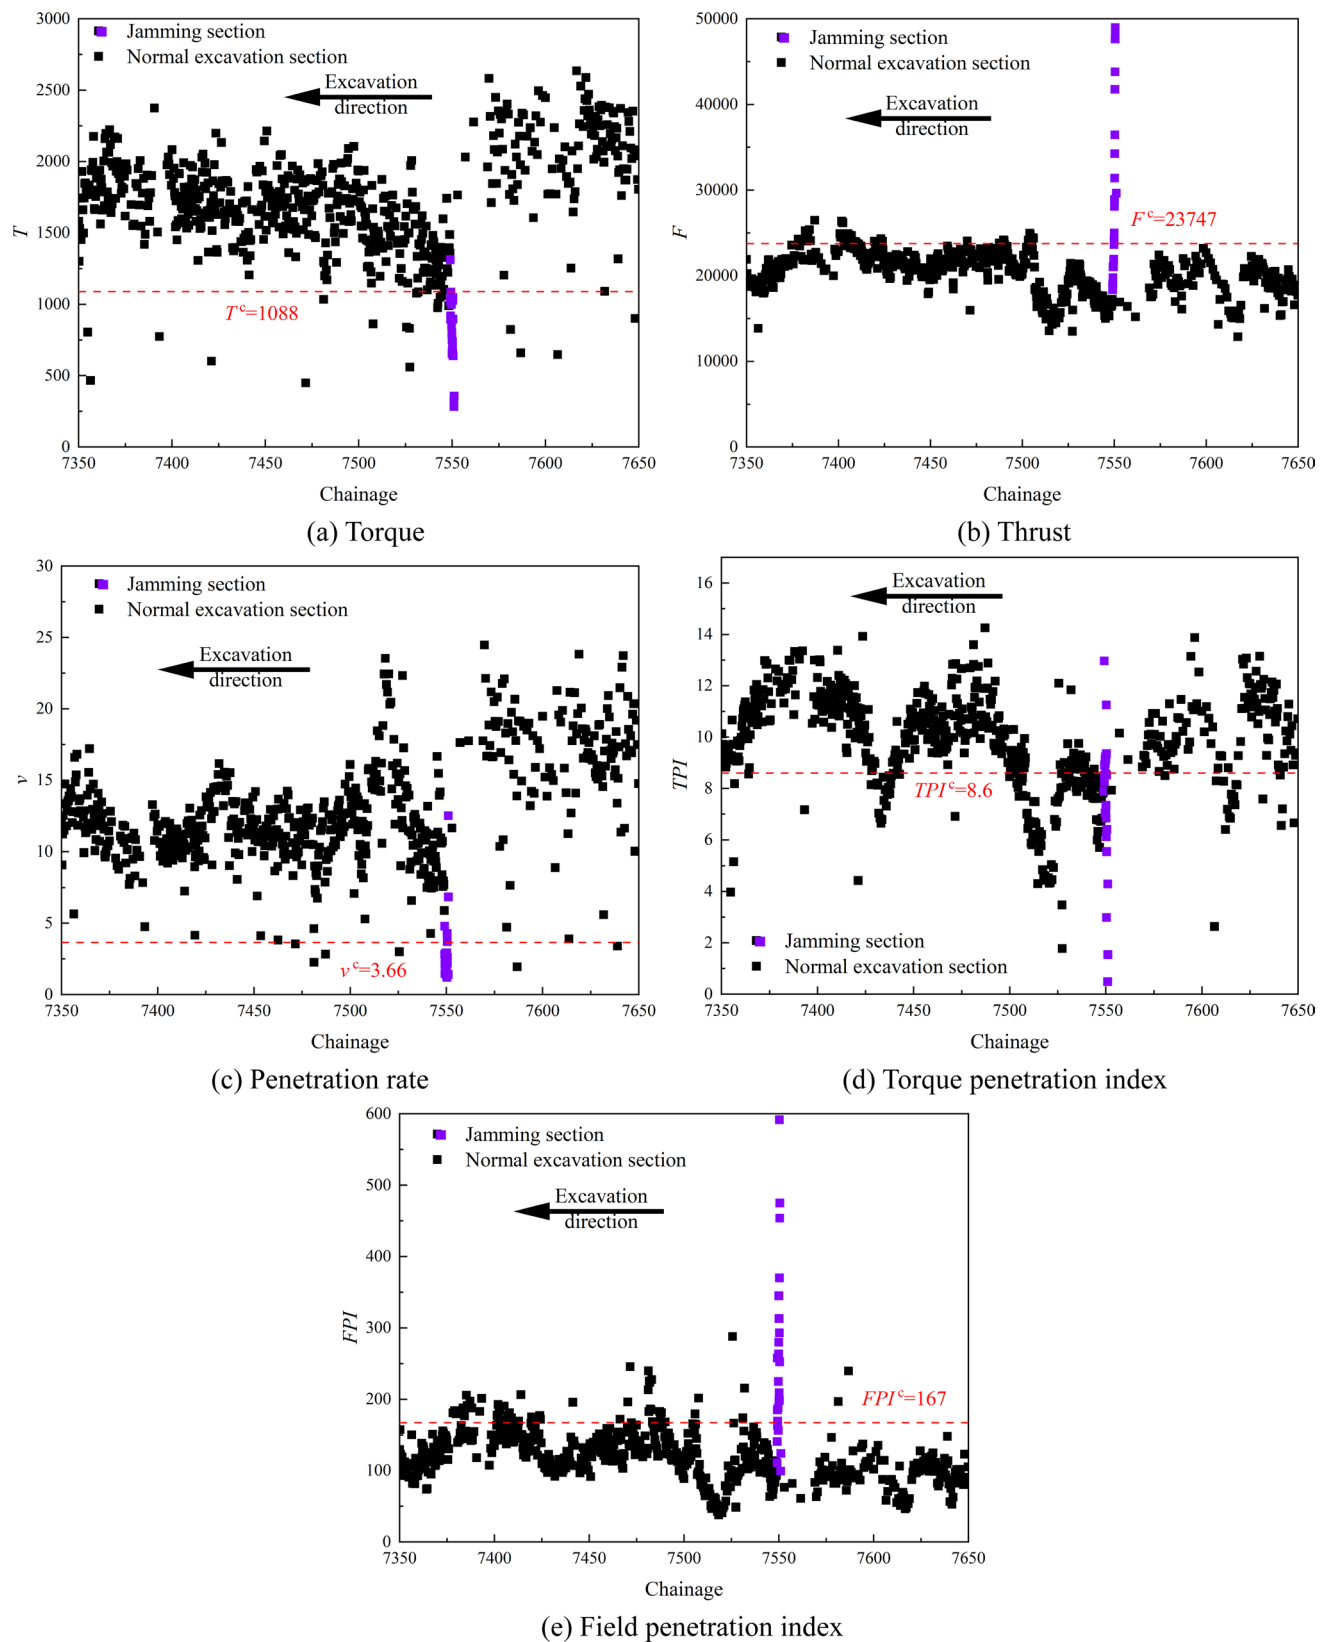 3000
2500
2000
1500
1000
500
0
T
Jamming section
Normal excavation section
Excavation
direction
T^c=1088
7350 7400 7450 7500 7550 7600 7650
Chainage
(a) Torque
50000
40000
30000
20000
10000
0
F
Jamming section
Normal excavation section
Excavation
direction
F^c=23747
7350 7400 7450 7500 7550 7600 7650
Chainage
(b) Thrust
30
25
20
15
10
5
0
v
Jamming section
Normal excavation section
Excavation
direction
v^c=3.66
7350 7400 7450 7500 7550 7600 7650
Chainage
(c) Penetration rate
16
14
12
10
8
6
4
2
0
TPI
Excavation
direction
TPI^c=8.6
Jamming section
Normal excavation section
7350 7400 7450 7500 7550 7600 7650
Chainage
(d) Torque penetration index
600
500
400
300
200
100
0
FPI
Jamming section
Normal excavation section
Excavation
direction
FPI^c=167
7350 7400 7450 7500 7550 7600 7650
Chainage
(e) Field penetration index